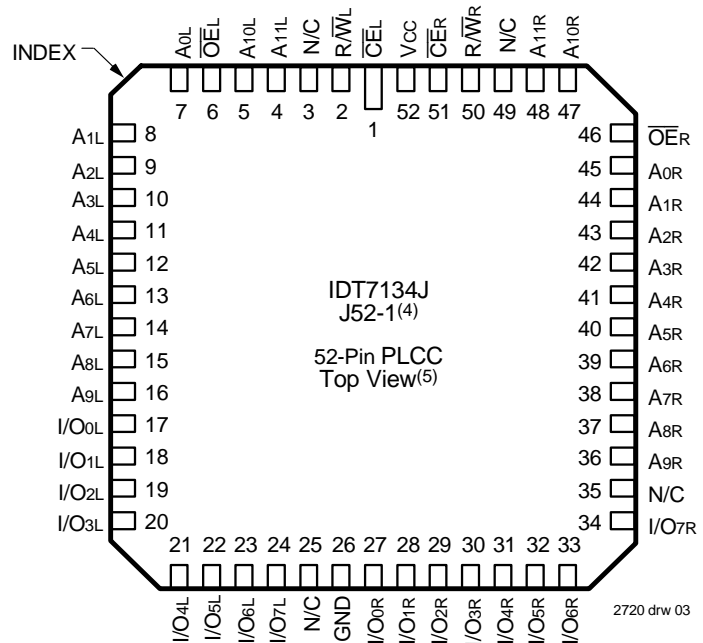 INDEX
A0L OEL A10L A11L N/C R/WL CEL VCC CER R/WR N/C A11R A10R
7 6 5 4 3 2 1 52 51 50 49 48 47
A1L 8
A2L 9
A3L 10
A4L 11
A5L 12
A6L 13
A7L 14
A8L 15
A9L 16
I/O0L 17
I/O1L 18
I/O2L 19
I/O3L 20
IDT7134J
J52-1(4)
52-Pin PLCC
Top View(5)
46 OER
45 A0R
44 A1R
43 A2R
42 A3R
41 A4R
40 A5R
39 A6R
38 A7R
37 A8R
36 A9R
35 N/C
34 I/O7R
21 22 23 24 25 26 27 28 29 30 31 32 33
I/O4L I/O5L I/O6L I/O7L N/C GND I/O0R I/O1R I/O2R /O3R I/O4R I/O5R I/O6R
2720 drw 03